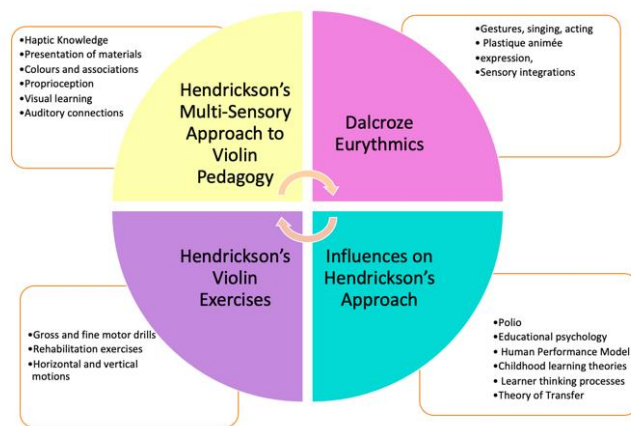 •Haptic Knowledge
•Presentation of materials
•Colours and associations
•Proprioception
•Visual learning
•Auditory connections
Hendrickson's
Multi-Sensory
Approach to
Violin
Pedagogy
Dalcroze
Eurythmics
•Gestures, singing, acting
• Plastique animée
expression,
•Sensory integrations
Hendrickson's
Violin
Exercises
•Gross and fine motor drills
•Rehabilitation exercises
•Horizontal and vertical
motions
Influences on
Hendrickson's
Approach
•Polio
•Educational psychology
• Human Performance Model
•Childhood learning theories
• Learner thinking processes
•Theory of Transfer